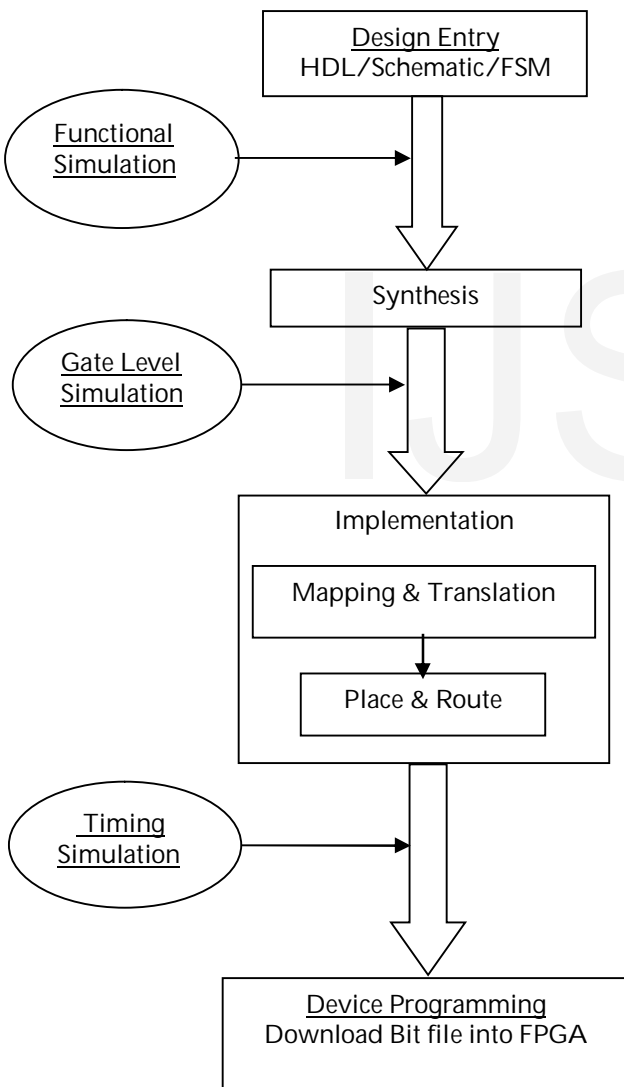 Design Entry
HDL/Schematic/FSM
Functional
Simulation
Synthesis
Gate Level
Simulation
Implementation
Mapping & Translation
Place & Route
Timing
Simulation
Device Programming
Download Bit file into FPGA
IJS